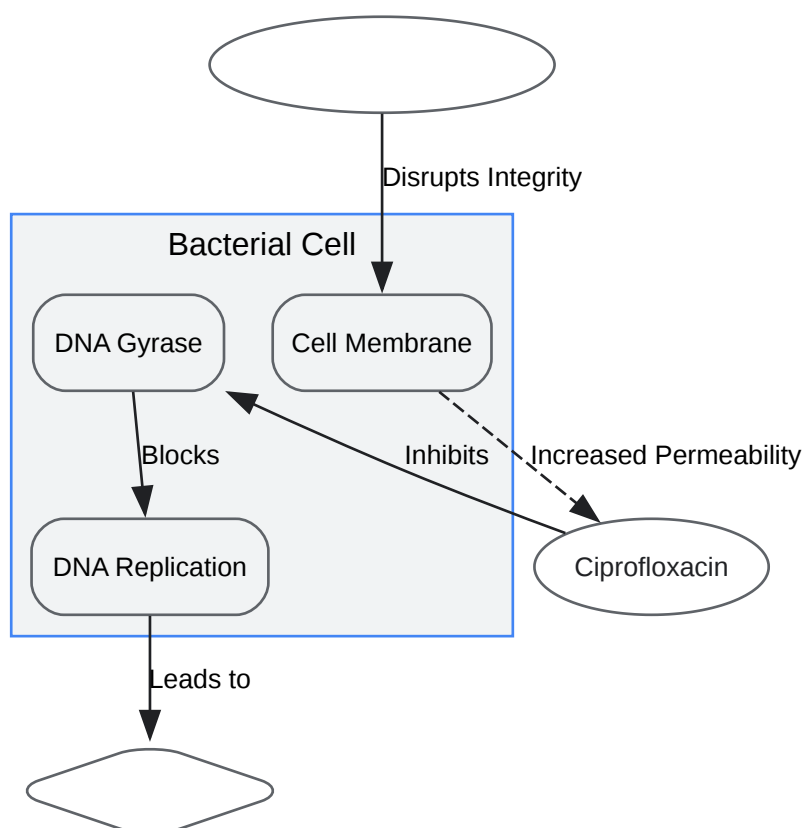 Disrupts Integrity
Bacterial Cell
DNA Gyrase
Cell Membrane
Blocks
Inhibits
Increased Permeability
DNA Replication
Ciprofloxacin
Leads to